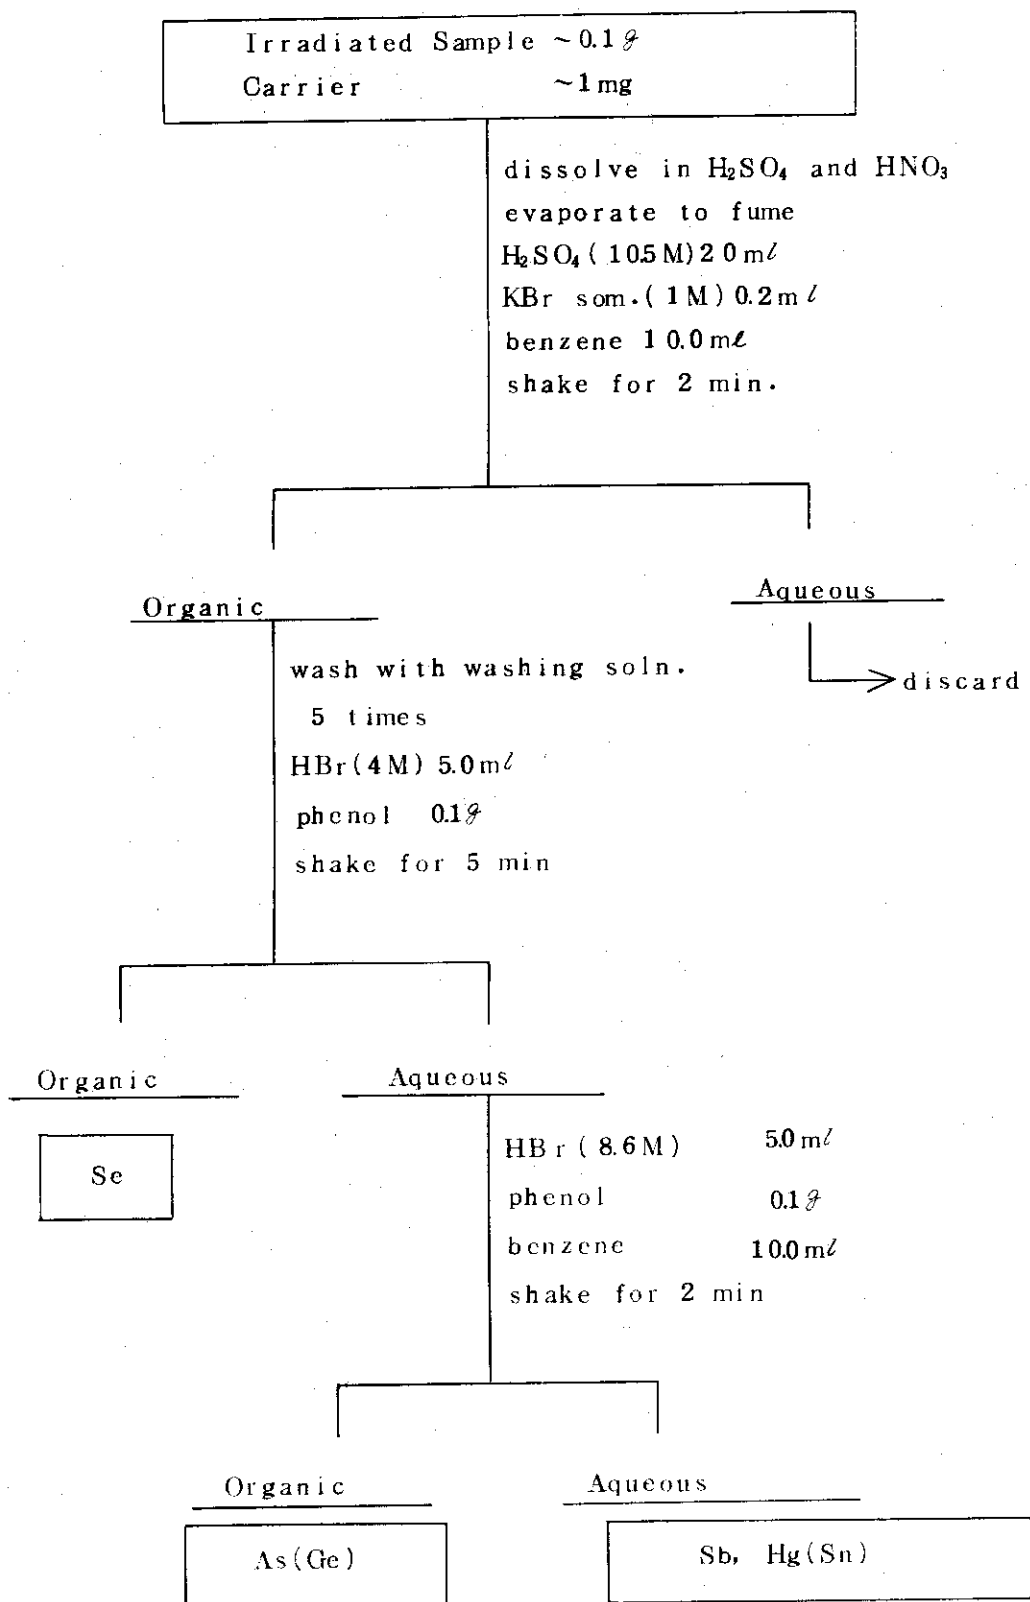 Irradiated Sample ~0.1 g
Carrier ~1mg
dissolve in H₂SO₄ and HNO₃
evaporate to fume
H₂SO₄ (10.5M) 20 ml
KBr som. (1M) 0.2 ml
benzene 10.0 ml
shake for 2 min.
Organic
Aqueous
wash with washing soln.
discard
5 times
HBr (4M) 5.0 ml
phenol 0.1 g
shake for 5 min
Organic
Aqueous
Se
HBr (8.6M) 5.0 ml
phenol 0.1 g
benzene 10.0 ml
shake for 2 min
Organic
Aqueous
As(Ge)
Sb, Hg(Sn)